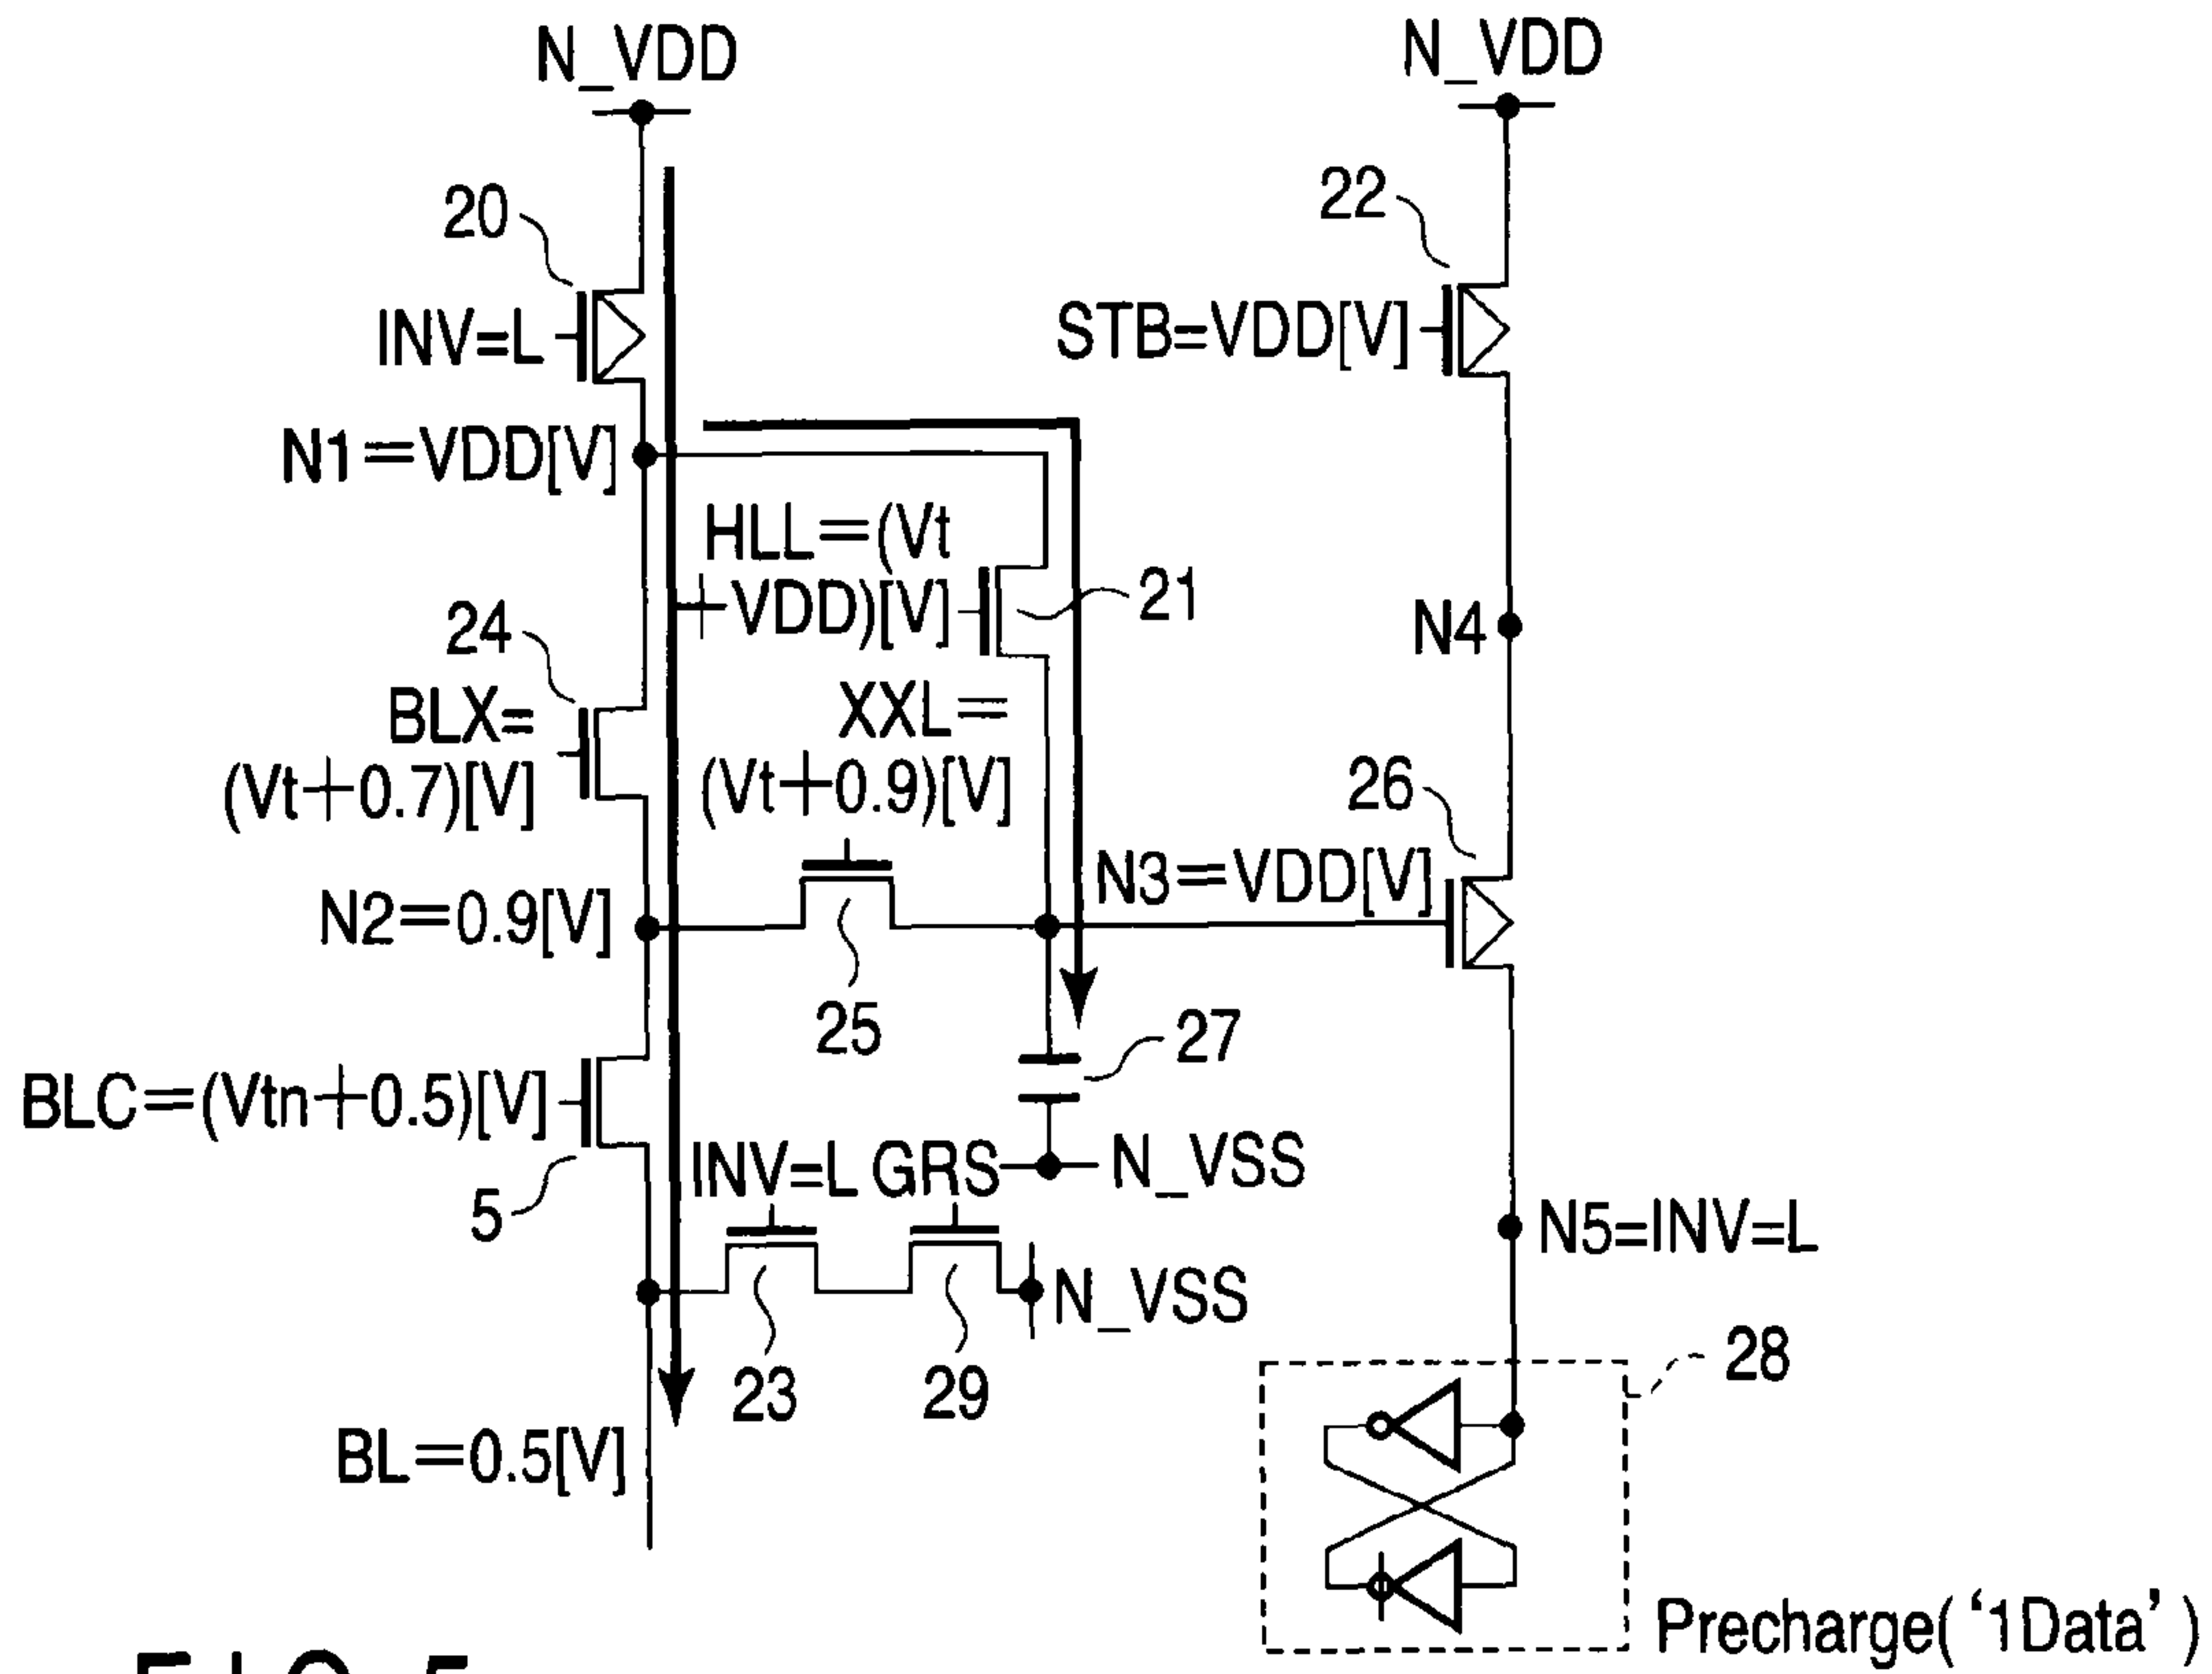 N_VDD
N_VDD
20
22
INV=L
STB=VDD[V]
N1=VDD[V]
HLL=(Vt
+VDD)[V]
21
24
N4
BLX=
(Vt+0.7)[V]
XXL=
(Vt+0.9)[V]
26
N3=VDD[V]
N2=0.9[V]
25
27
BLC=(Vtn+0.5)[V]
INV=L GRS
N_VSS
5
N5=INV=L
N_VSS
23
29
28
BL=0.5[V]
Precharge(‘1Data’)
FIG.5